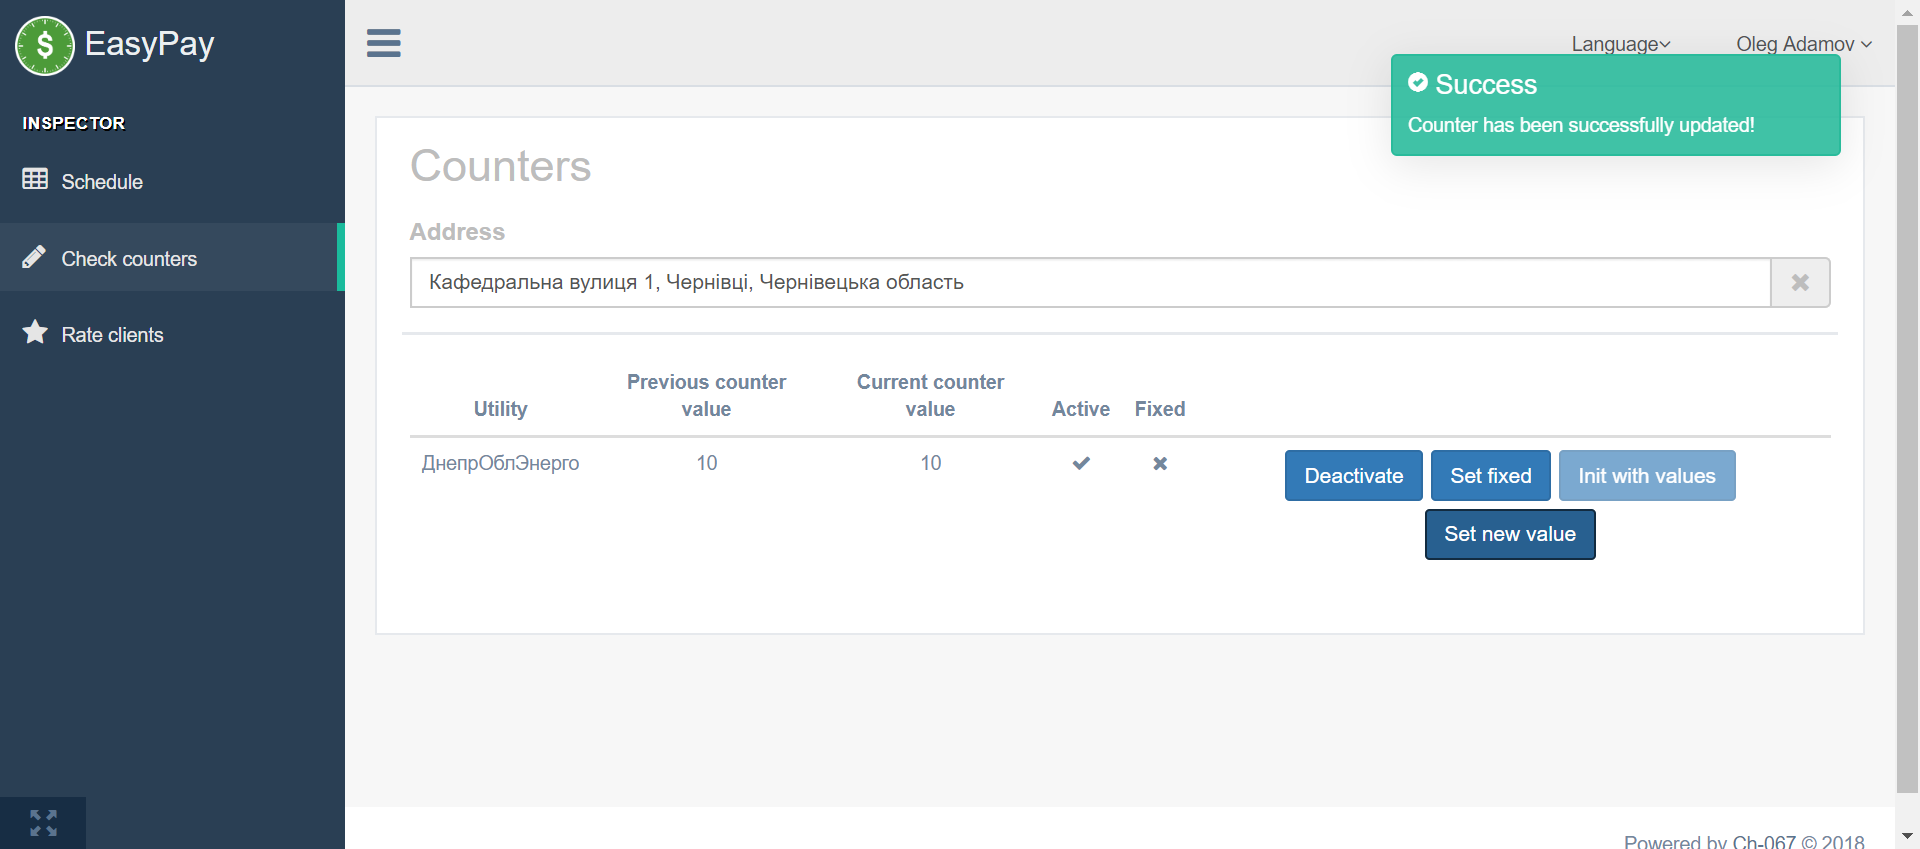 EasyPay
INSPECTOR
Schedule
Check counters
Rate clients
Language
Oleg Adamov
Success
Counter has been successfully updated!
Counters
Address
Кафедральна вулиця 1, Чернівці, Чернівецька область
Utility
Previous counter
value
Current counter
value
Active
Fixed
ДнепрОблЭнерго
10
10
Deactivate
Set fixed
Init with values
Set new value
Powered by Ch-067 © 2018